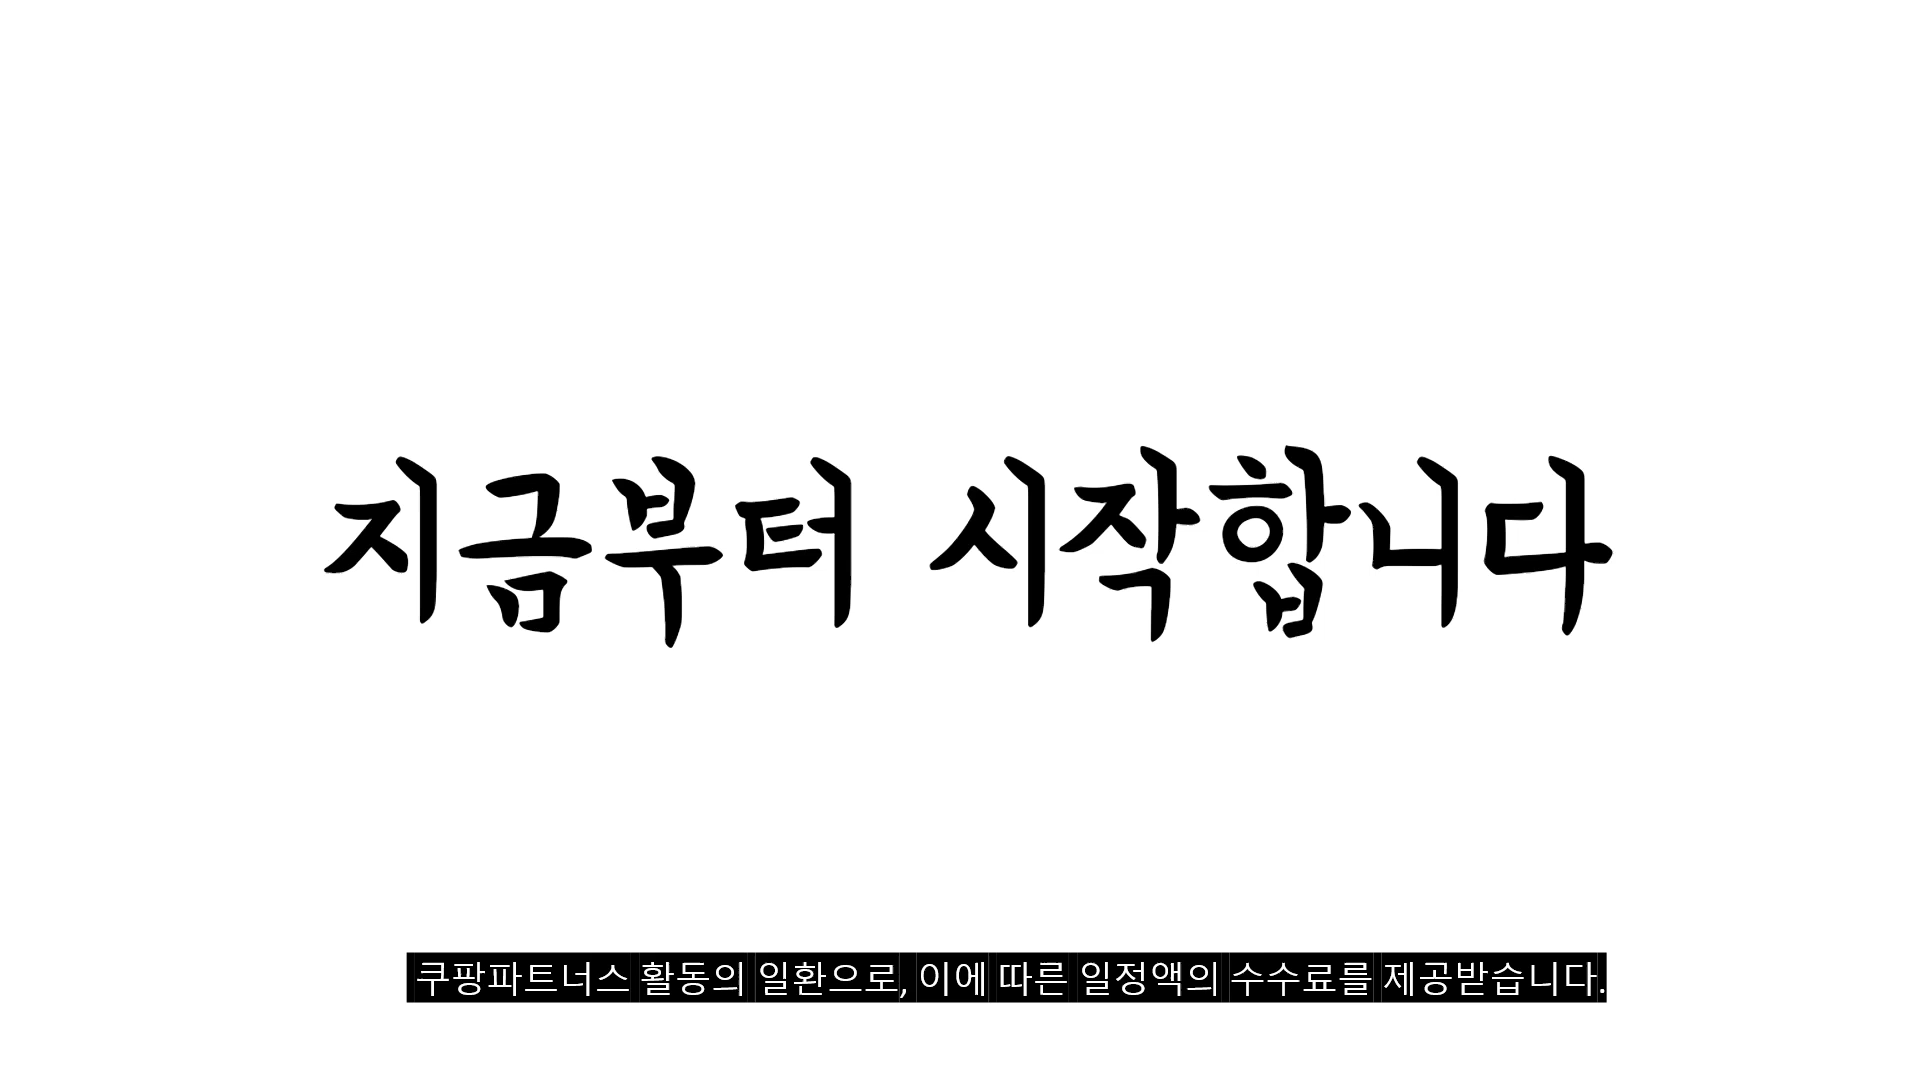 지금부터 시작합니다
쿠팡파트너스 활동의 일환으로, 이에 따른 일정액의 수수료를 제공받습니다.